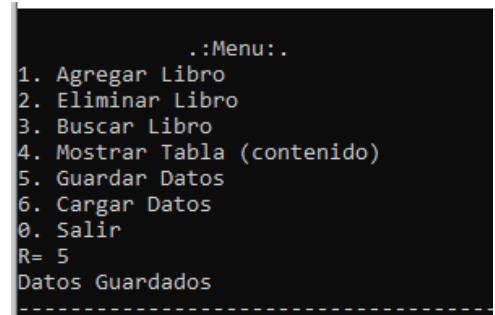 .:Menu:.
1. Agregar Libro
2. Eliminar Libro
3. Buscar Libro
4. Mostrar Tabla (contenido)
5. Guardar Datos
6. Cargar Datos
0. Salir
R= 5
Datos Guardados
-------------------------------------